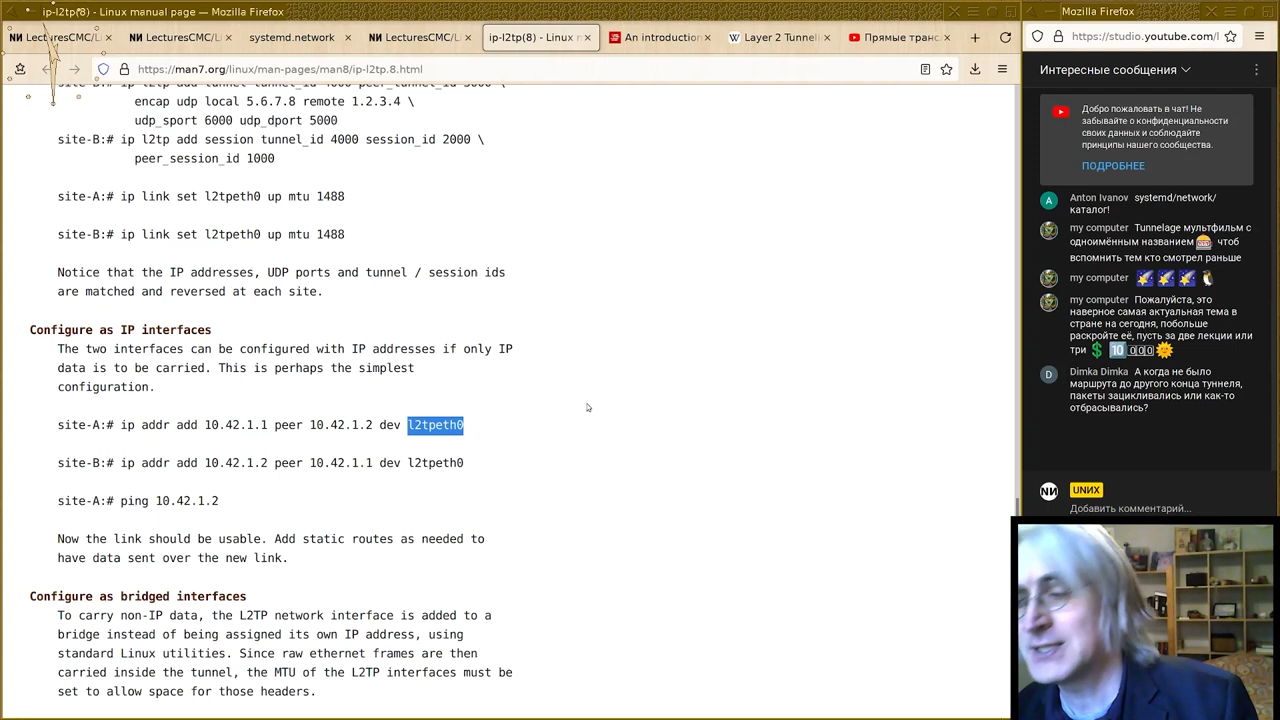 ip-l2tp(8) - Linux manual page — Mozilla Firefox
LecturesCMC/L
LecturesCMC/L
systemd.network
LecturesCMC/L
ip-l2tp(8) - Linux m
An introduction
Layer 2 Tunneli
Прямые транс
https://man7.org/linux/man-pages/man8/ip-l2tp.8.html
encap udp local 5.6.7.8 remote 1.2.3.4 \
udp_sport 6000 udp_dport 5000
site-B:# ip l2tp add session tunnel_id 4000 session_id 2000 \
peer_session_id 1000
site-A:# ip link set l2tpeth0 up mtu 1488
site-B:# ip link set l2tpeth0 up mtu 1488
Notice that the IP addresses, UDP ports and tunnel / session ids
are matched and reversed at each site.
Configure as IP interfaces
The two interfaces can be configured with IP addresses if only IP
data is to be carried. This is perhaps the simplest
configuration.
site-A:# ip addr add 10.42.1.1 peer 10.42.1.2 dev l2tpeth0
site-B:# ip addr add 10.42.1.2 peer 10.42.1.1 dev l2tpeth0
site-A:# ping 10.42.1.2
Now the link should be usable. Add static routes as needed to
have data sent over the new link.
Configure as bridged interfaces
To carry non-IP data, the L2TP network interface is added to a
bridge instead of being assigned its own IP address, using
standard Linux utilities. Since raw ethernet frames are then
carried inside the tunnel, the MTU of the L2TP interfaces must be
set to allow space for those headers.
Mozilla Firefox
https://studio.youtube.com/l
Интересные сообщения
Добро пожаловать в чат! Не
забывайте о конфиденциальности
своих данных и соблюдайте
принципы нашего сообщества.
ПОДРОБНЕЕ
A
Anton Ivanov systemd/network/
каталог!
my computer Tunnelage мультфильм с
одноимённым названием чтоб
вспомнить тем кто смотрел раньше
my computer
my computer Пожалуйста, это
наверное самая актуальная тема в
стране на сегодня, побольше
раскройте её, пусть за две лекции или
три
D
Dimka Dimka А когда не было
маршрута до другого конца туннеля,
пакеты зацикливались или как-то
отбрасывались?
UNИX
Добавить комментарий...